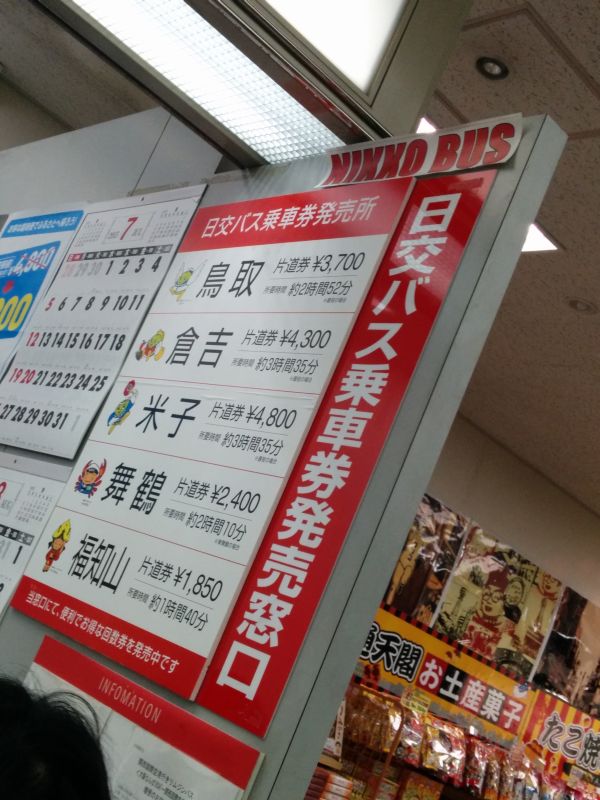 NIKKO BUS
日交バス乗車券発売所
鳥取 片道券 ¥3,700
所要時間 約2時間52分
倉吉 片道券 ¥4,300
所要時間 約3時間35分
米子 片道券 ¥4,800
所要時間 約3時間35分
舞鶴 片道券 ¥2,400
所要時間 約2時間10分
福知山 片道券 ¥1,850
所要時間 約1時間40分
当窓口にて、便利でお得な回数券を発売中です
日交バス乗車券発売窓口
INFOMATION
7
28 29 30 1 2 3 4
5 6 7 8 9 10 11
12 13 14 15 16 17 18
19 20 21 22 23 24 25
27 28 29 30 31
通天閣 お土産菓子
たこ焼